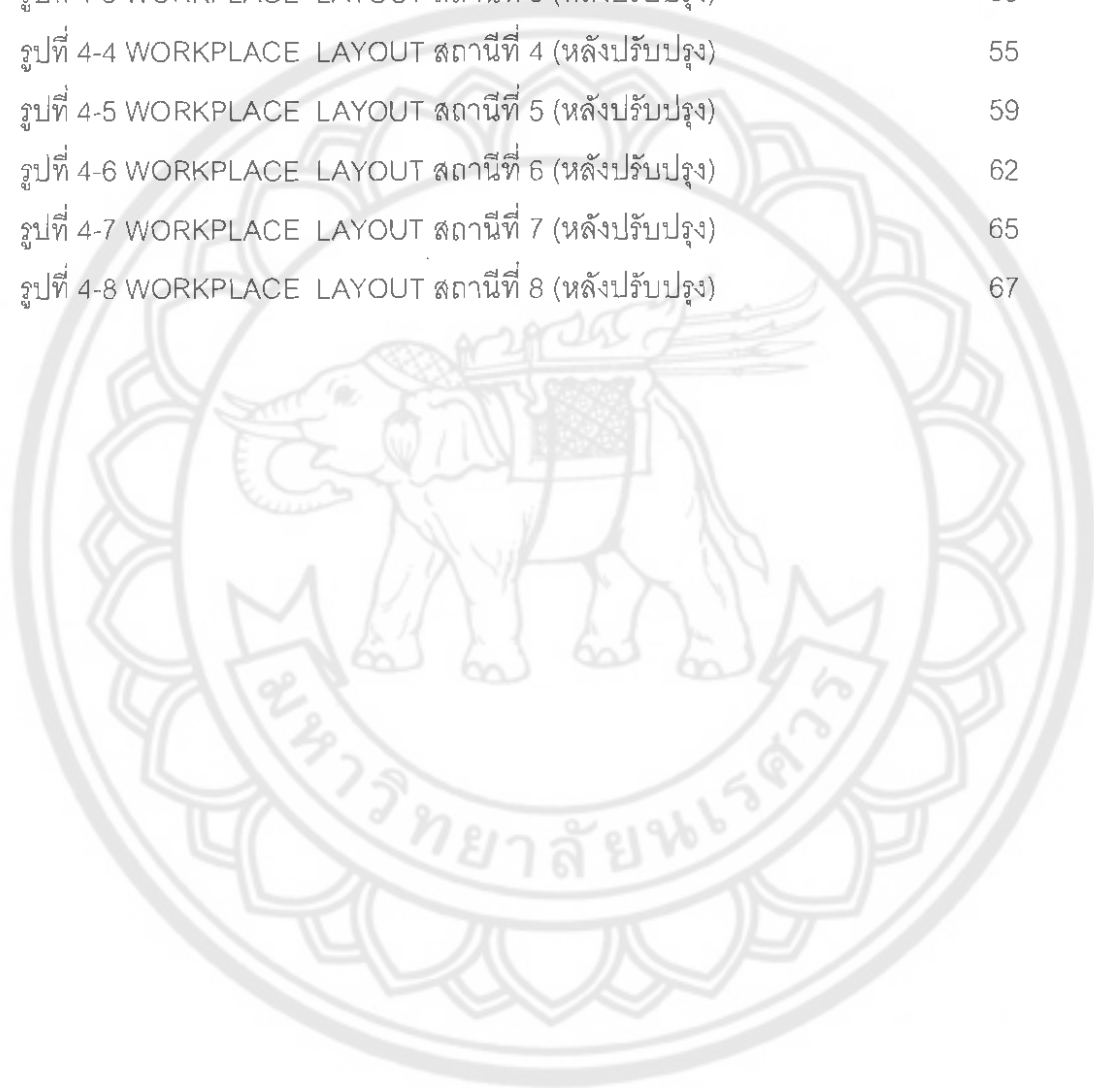 รูปที่ 4-4 WORKPLACE LAYOUT สถานีที่ 4 (หลังปรับปรุง) 55
รูปที่ 4-5 WORKPLACE LAYOUT สถานีที่ 5 (หลังปรับปรุง) 59
รูปที่ 4-6 WORKPLACE LAYOUT สถานีที่ 6 (หลังปรับปรุง) 62
รูปที่ 4-7 WORKPLACE LAYOUT สถานีที่ 7 (หลังปรับปรุง) 65
รูปที่ 4-8 WORKPLACE LAYOUT สถานีที่ 8 (หลังปรับปรุง) 67
มหาวิทยาลัยนเรศวร